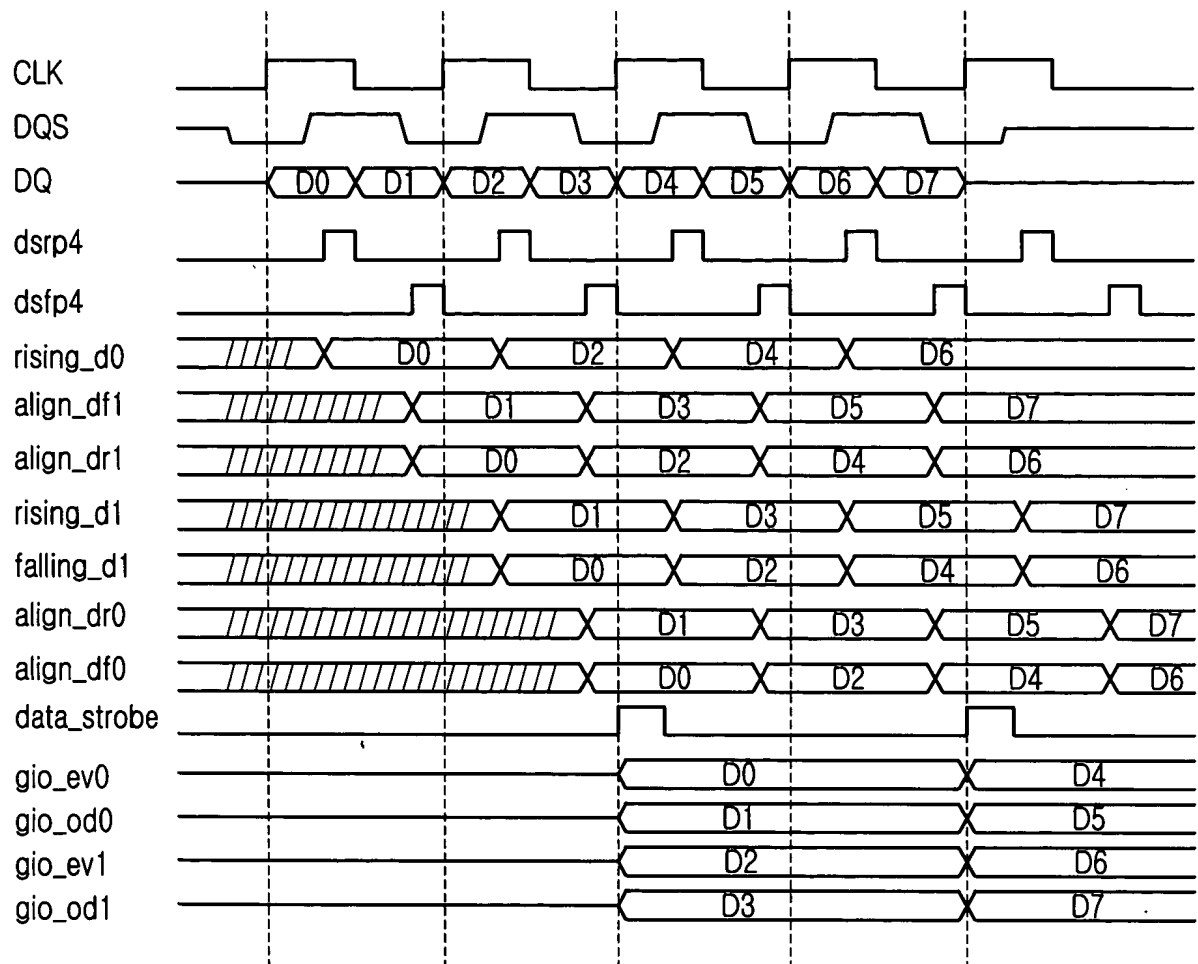 CLK
DQS
DQ D0 D1 D2 D3 D4 D5 D6 D7
dsrp4
dsfp4
rising_d0 D0 D2 D4 D6
align_df1 D1 D3 D5 D7
align_dr1 D0 D2 D4 D6
rising_d1 D1 D3 D5 D7
falling_d1 D0 D2 D4 D6
align_dr0 D1 D3 D5 D7
align_df0 D0 D2 D4 D6
data_strobe
gio_ev0 D0 D4
gio_od0 D1 D5
gio_ev1 D2 D6
gio_od1 D3 D7